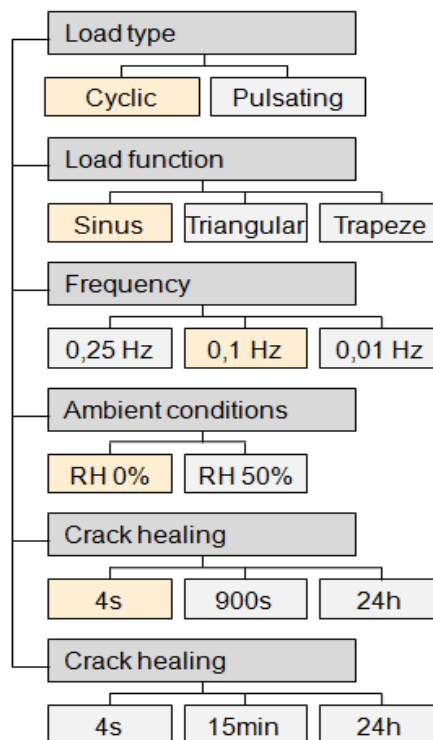 Load type
Cyclic Pulsating
Load function
Sinus Triangular Trapeze
Frequency
0,25 Hz 0,1 Hz 0,01 Hz
Ambient conditions
RH 0% RH 50%
Crack healing
4s 900s 24h
Crack healing
4s 15min 24h